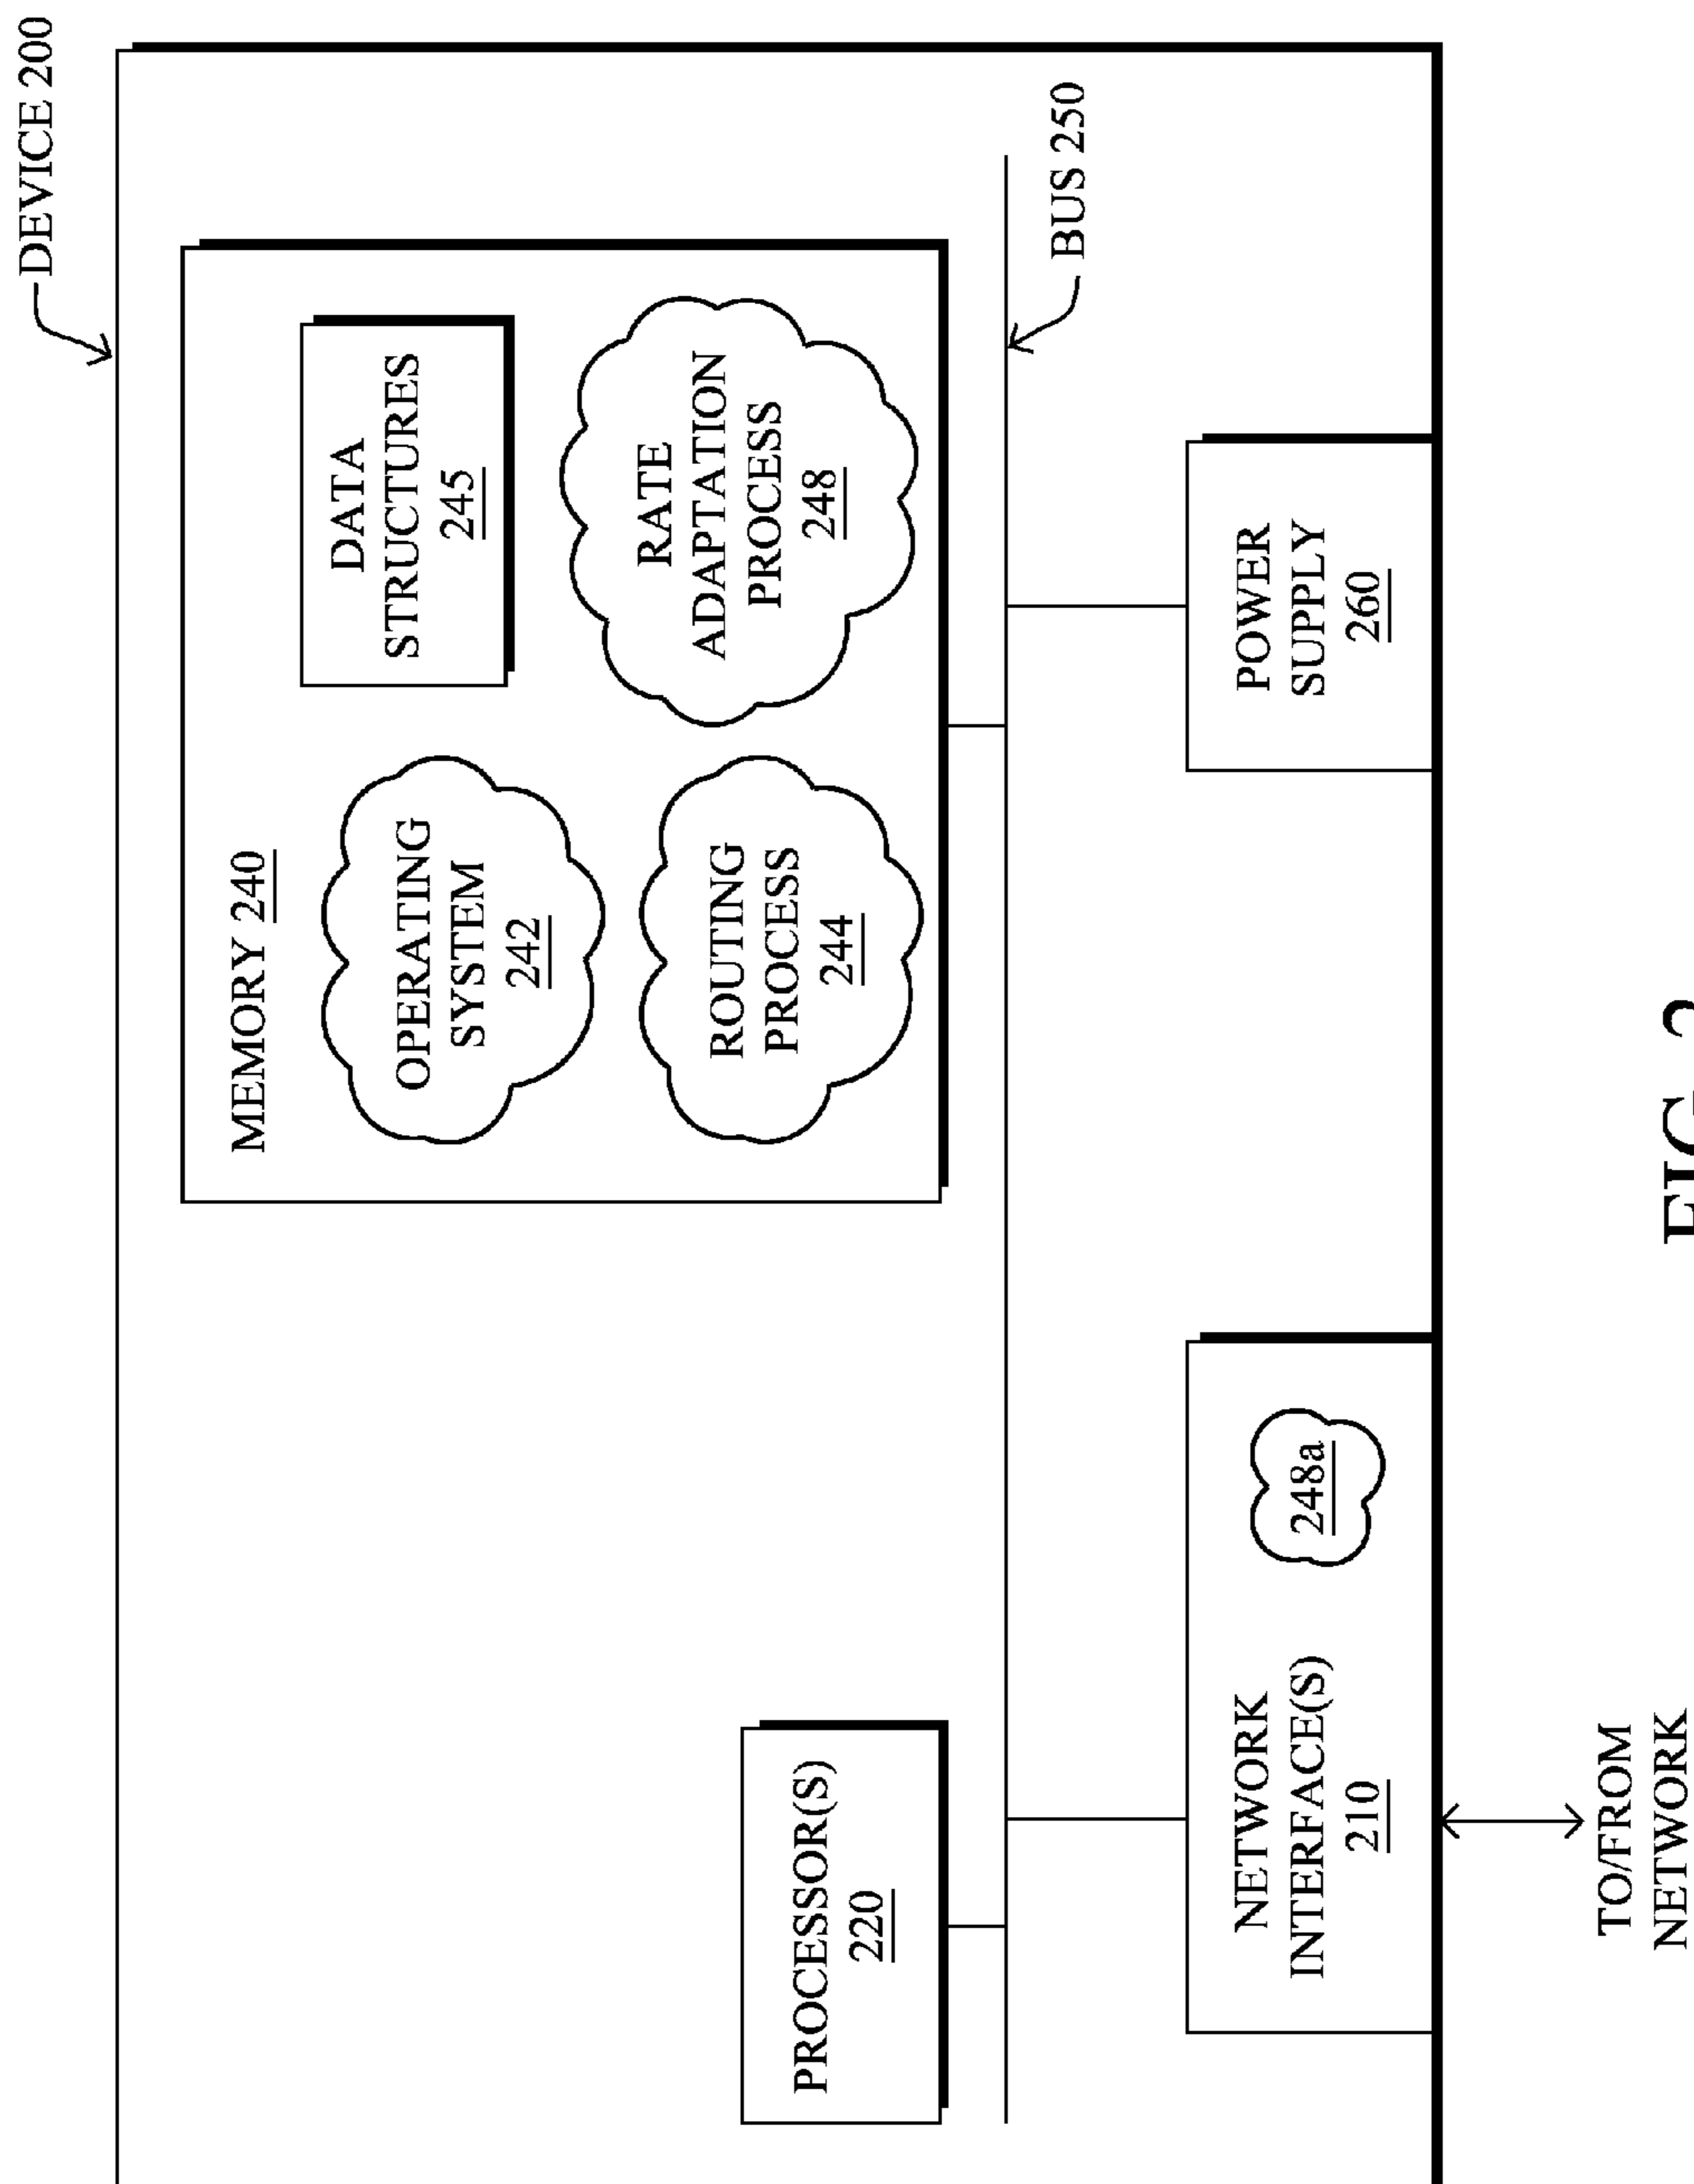 DEVICE 200
MEMORY 240
OPERATING
SYSTEM
242
DATA
STRUCTURES
245
ROUTING
PROCESS
244
RATE
ADAPTATION
PROCESS
248
PROCESSOR(S)
220
BUS 250
NETWORK
INTERFACE(S)
210
248a
POWER
SUPPLY
260
TO/FROM
NETWORK